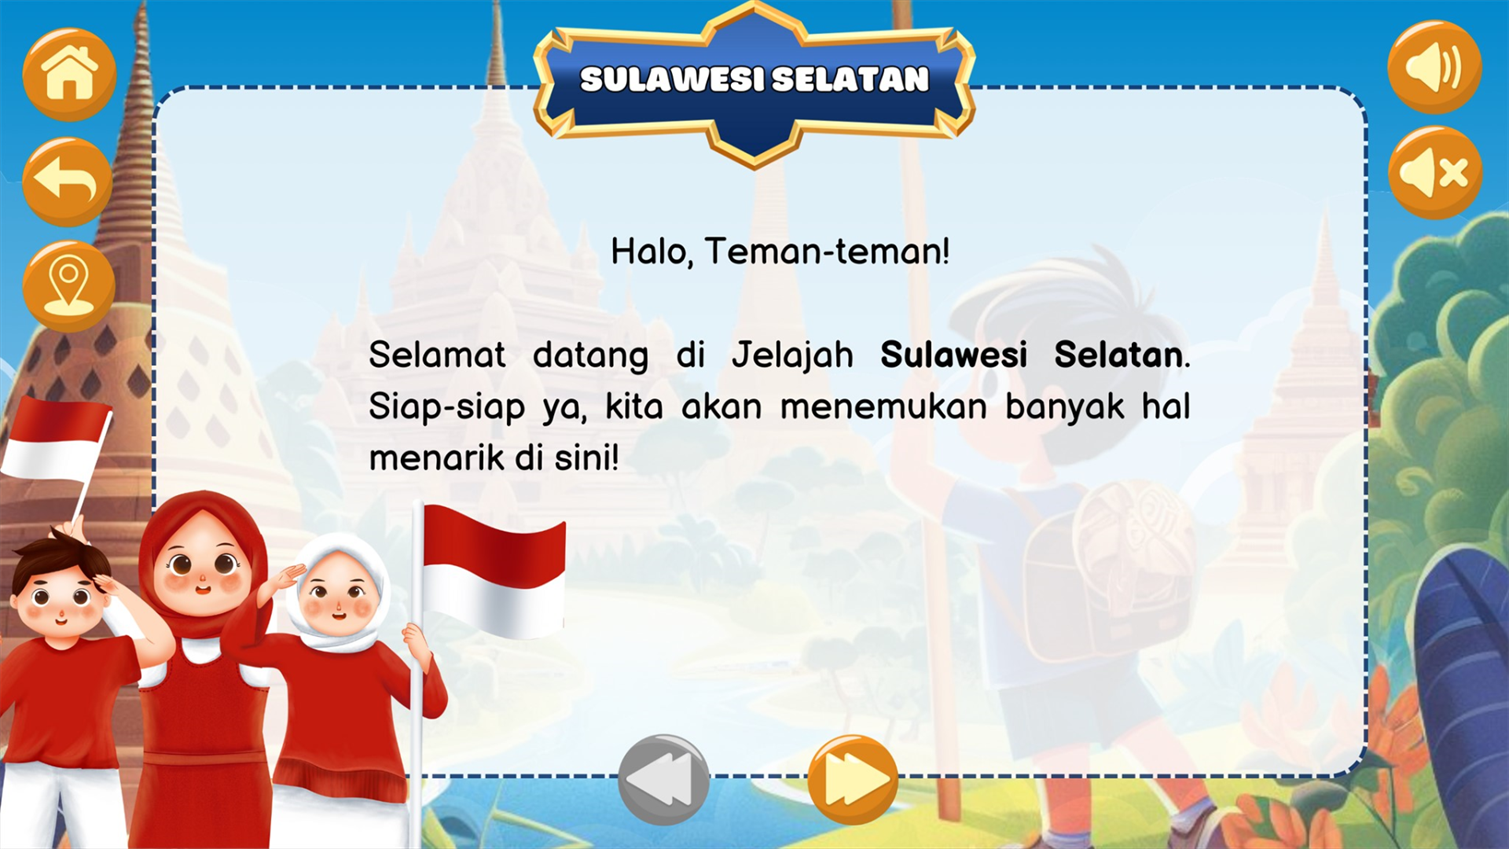 SULAWESI SELATAN
Halo, Teman-teman!
Selamat datang di Jelajah Sulawesi Selatan.
Siap-siap ya, kita akan menemukan banyak hal
menarik di sini!